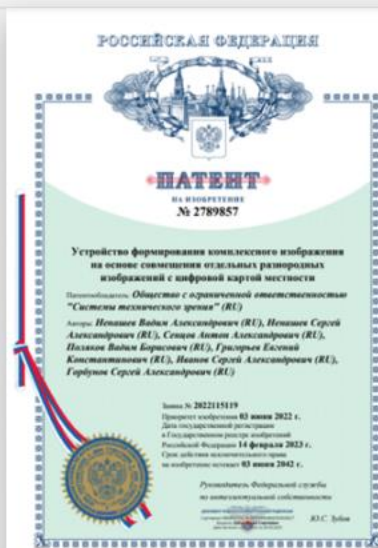 РОССИЙСКАЯ ФЕДЕРАЦИЯ
ПАТЕНТ
НА ИЗОБРЕТЕНИЕ
№ 2789857
Устройство формирования комплексного изображения
на основе совмещения отдельных разнородных
изображений с цифровой картой местности
Патентообладатель: Общество с ограниченной ответственностью
"Системы технического зрения" (RU)
Авторы: Ненашев Вадим Александрович (RU), Ненашев Сергей
Александрович (RU), Сенцов Антон Александрович (RU),
Поляков Вадим Борисович (RU), Григорьев Евгений
Константинович (RU), Иванов Сергей Александрович (RU),
Горбунов Сергей Александрович (RU)
Заявка № 2022115119
Приоритет изобретения 03 июня 2022 г.
Дата государственной регистрации
в Государственном реестре изобретений
Российской Федерации 14 февраля 2023 г.
Срок действия исключительного права
на изобретение истекает 03 июня 2042 г.
Руководитель Федеральной службы
по интеллектуальной собственности
Ю.С. Зубов